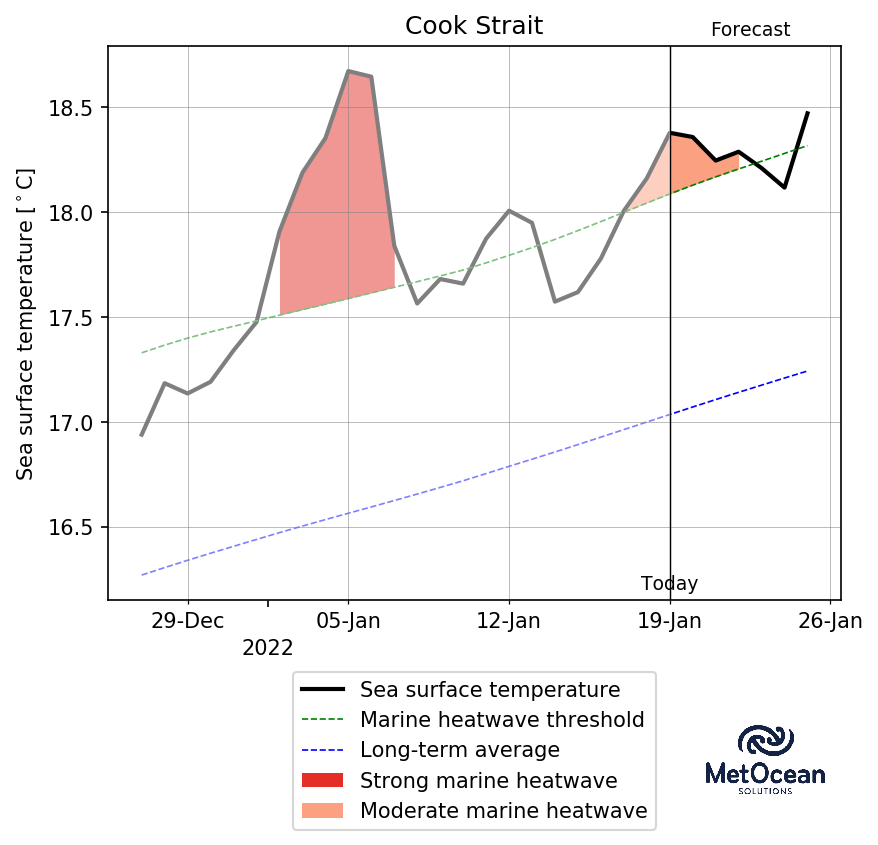 Cook Strait
Forecast
Sea surface temperature [°C]
18.5
18.0
17.5
17.0
16.5
Today
29-Dec
05-Jan
12-Jan
19-Jan
26-Jan
2022
Sea surface temperature
Marine heatwave threshold
Long-term average
Strong marine heatwave
Moderate marine heatwave
MetOcean
SOLUTIONS